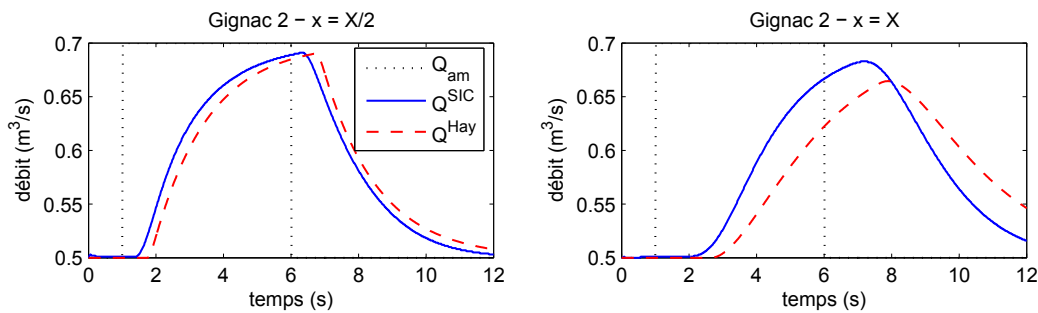 Gignac 2 − x = X/2
0.7
0.65
0.6
0.55
0.5
débit (m³/s)
0 2 4 6 8 10 12
temps (s)
Q_am
Q^SIC
Q^Hay
Gignac 2 − x = X
0.7
0.65
0.6
0.55
0.5
débit (m³/s)
0 2 4 6 8 10 12
temps (s)